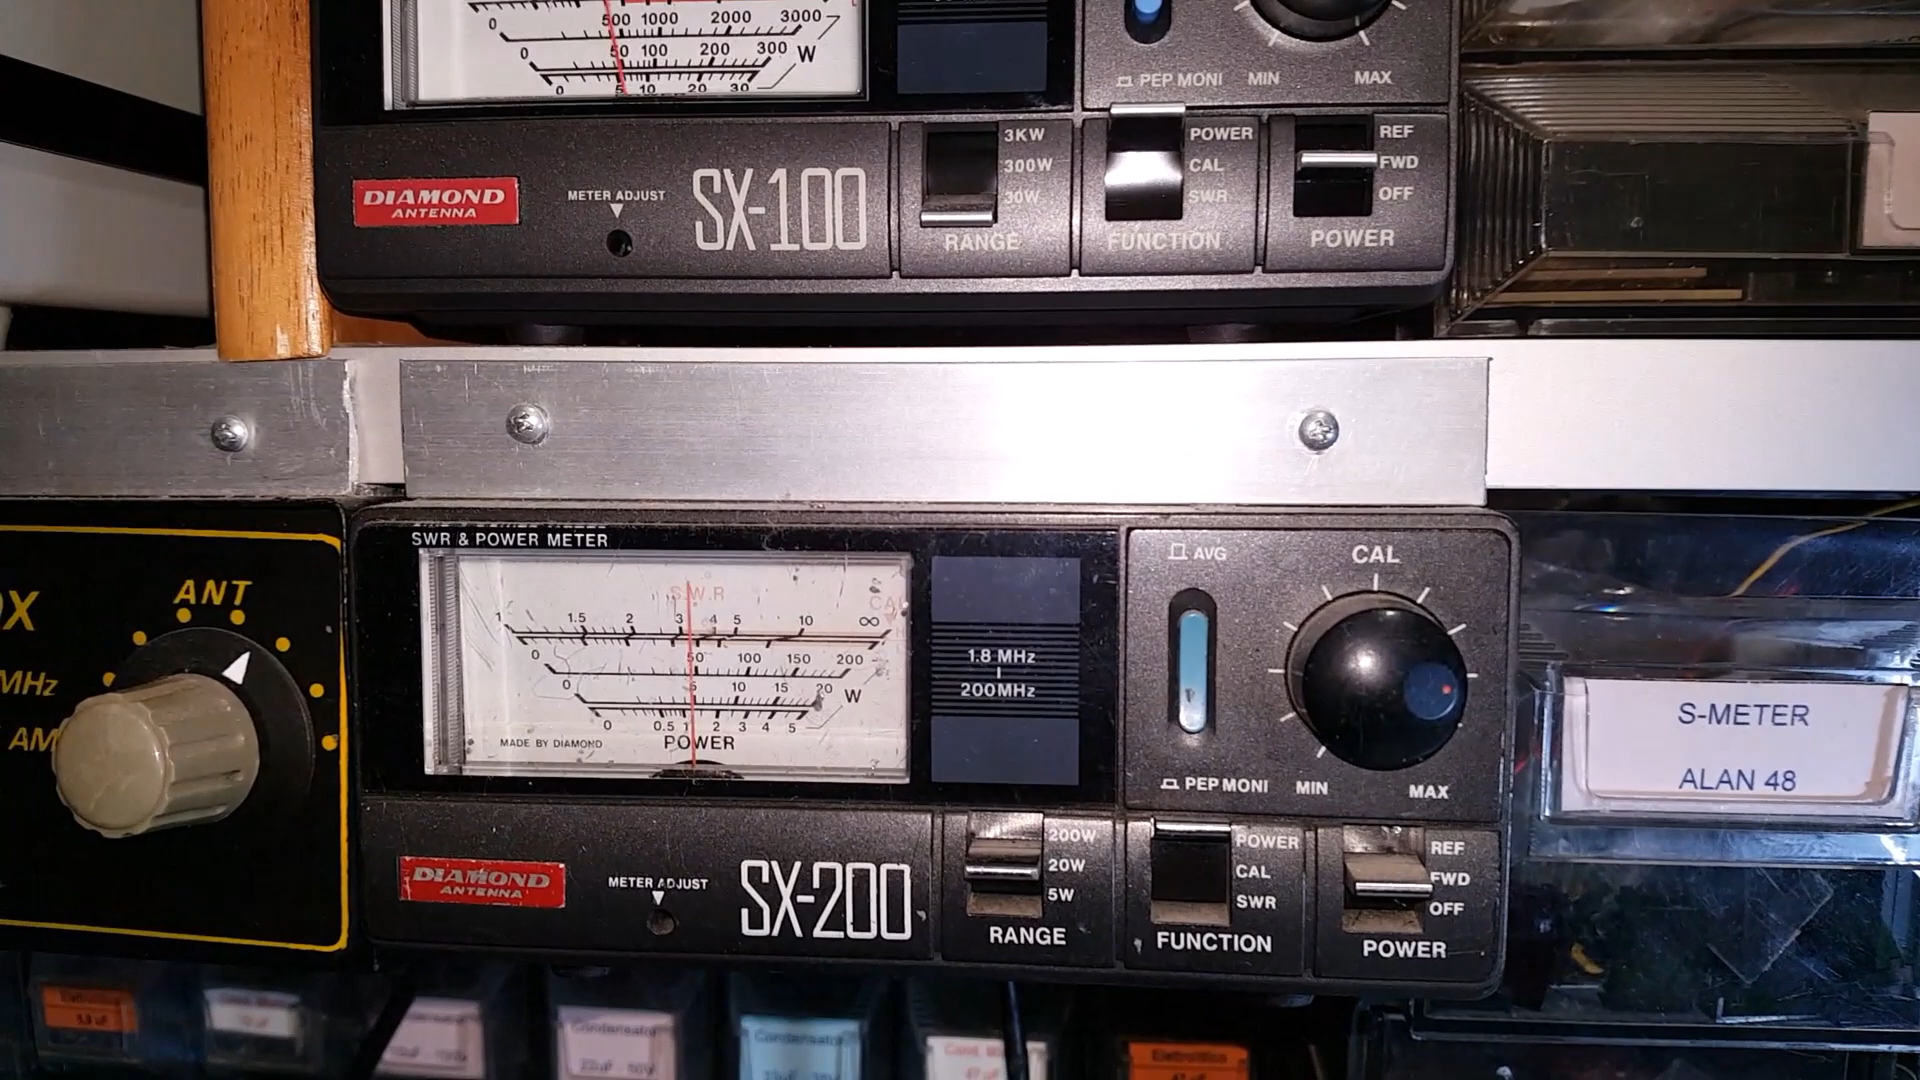 0 500 1000 2000 3000
0 50 100 200 300 W
0 5 10 20 30
PEP MONI MIN MAX
DIAMOND
ANTENNA
METER ADJUST
SX-100
3KW
300W
30W
RANGE
POWER
CAL
SWR
FUNCTION
REF
FWD
OFF
POWER
ANT
MHz
AM
SWR & POWER METER
S.W.R
CAL
1 1.5 2 3 4 5 10 ∞
0 50 100 150 200
0 5 10 15 20 W
0 0.5 1 2 3 4 5
MADE BY DIAMOND
POWER
1.8 MHz
200MHz
AVG
CAL
PEP MONI MIN MAX
DIAMOND
ANTENNA
METER ADJUST
SX-200
200W
20W
5W
RANGE
POWER
CAL
SWR
FUNCTION
REF
FWD
OFF
POWER
S-METER
ALAN 48